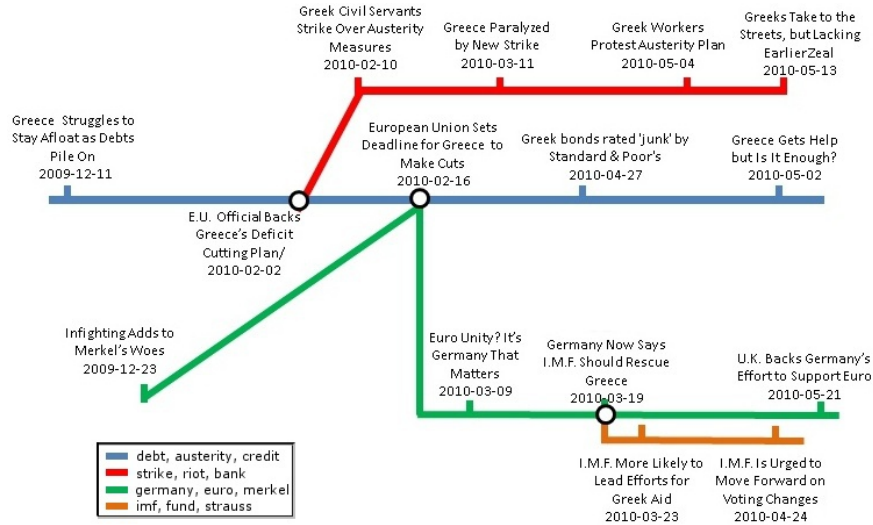 Greek Civil Servants
Strike Over Austerity
Measures
2010-02-10
Greece Paralyzed
by New Strike
2010-03-11
Greek Workers
Protest Austerity Plan
2010-05-04
Greeks Take to the
Streets, but Lacking
EarlierZeal
2010-05-13
Greece Struggles to
Stay Afloat as Debts
Pile On
2009-12-11
European Union Sets
Deadline for Greece to
Make Cuts
2010-02-16
Greek bonds rated 'junk' by
Standard & Poor's
2010-04-27
Greece Gets Help
but Is It Enough?
2010-05-02
E.U. Official Backs
Greece's Deficit
Cutting Plan/
2010-02-02
Infighting Adds to
Merkel's Woes
2009-12-23
Euro Unity? It's
Germany That
Matters
2010-03-09
Germany Now Says
I.M.F. Should Rescue
Greece
2010-03-19
U.K. Backs Germany's
Effort to Support Euro
2010-05-21
I.M.F. More Likely to
Lead Efforts for
Greek Aid
2010-03-23
I.M.F. Is Urged to
Move Forward on
Voting Changes
2010-04-24
debt, austerity, credit
strike, riot, bank
germany, euro, merkel
imf, fund, strauss